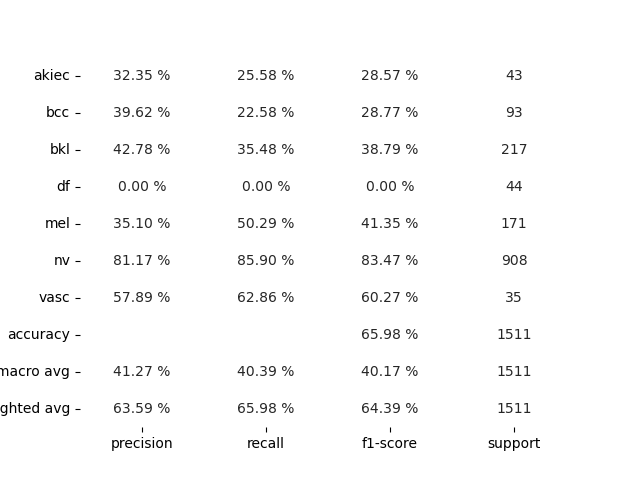 akiec 32.35 % 25.58 % 28.57 % 43
bcc 39.62 % 22.58 % 28.77 % 93
bkl 42.78 % 35.48 % 38.79 % 217
df 0.00 % 0.00 % 0.00 % 44
mel 35.10 % 50.29 % 41.35 % 171
nv 81.17 % 85.90 % 83.47 % 908
vasc 57.89 % 62.86 % 60.27 % 35
accuracy 65.98 % 1511
macro avg 41.27 % 40.39 % 40.17 % 1511
ghted avg 63.59 % 65.98 % 64.39 % 1511
precision recall f1-score support